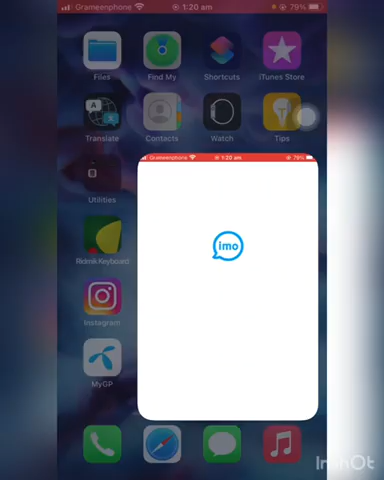 Grameenphone 1:20 am 79%
Files Find My Shortcuts iTunes Store
Translate Contacts Watch Tips
Grameenphone 1:20 am 79%
Utilities
imo
Ridmik Keyboard
Instagram
MyGP
InShOt